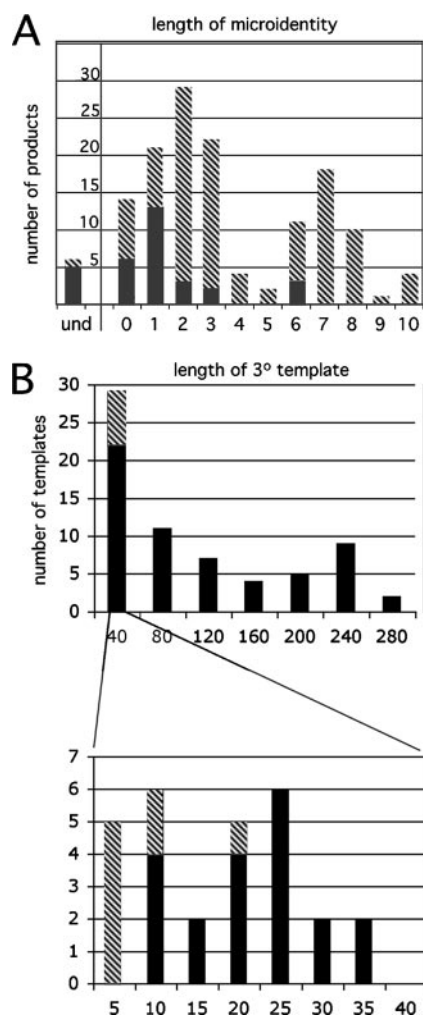 A
length of microidentity
number of products
30
25
20
15
10
5
und 0 1 2 3 4 5 6 7 8 9 10
B
length of 3º template
number of templates
30
25
20
15
10
5
0
40 80 120 160 200 240 280
7
6
5
4
3
2
1
0
5 10 15 20 25 30 35 40